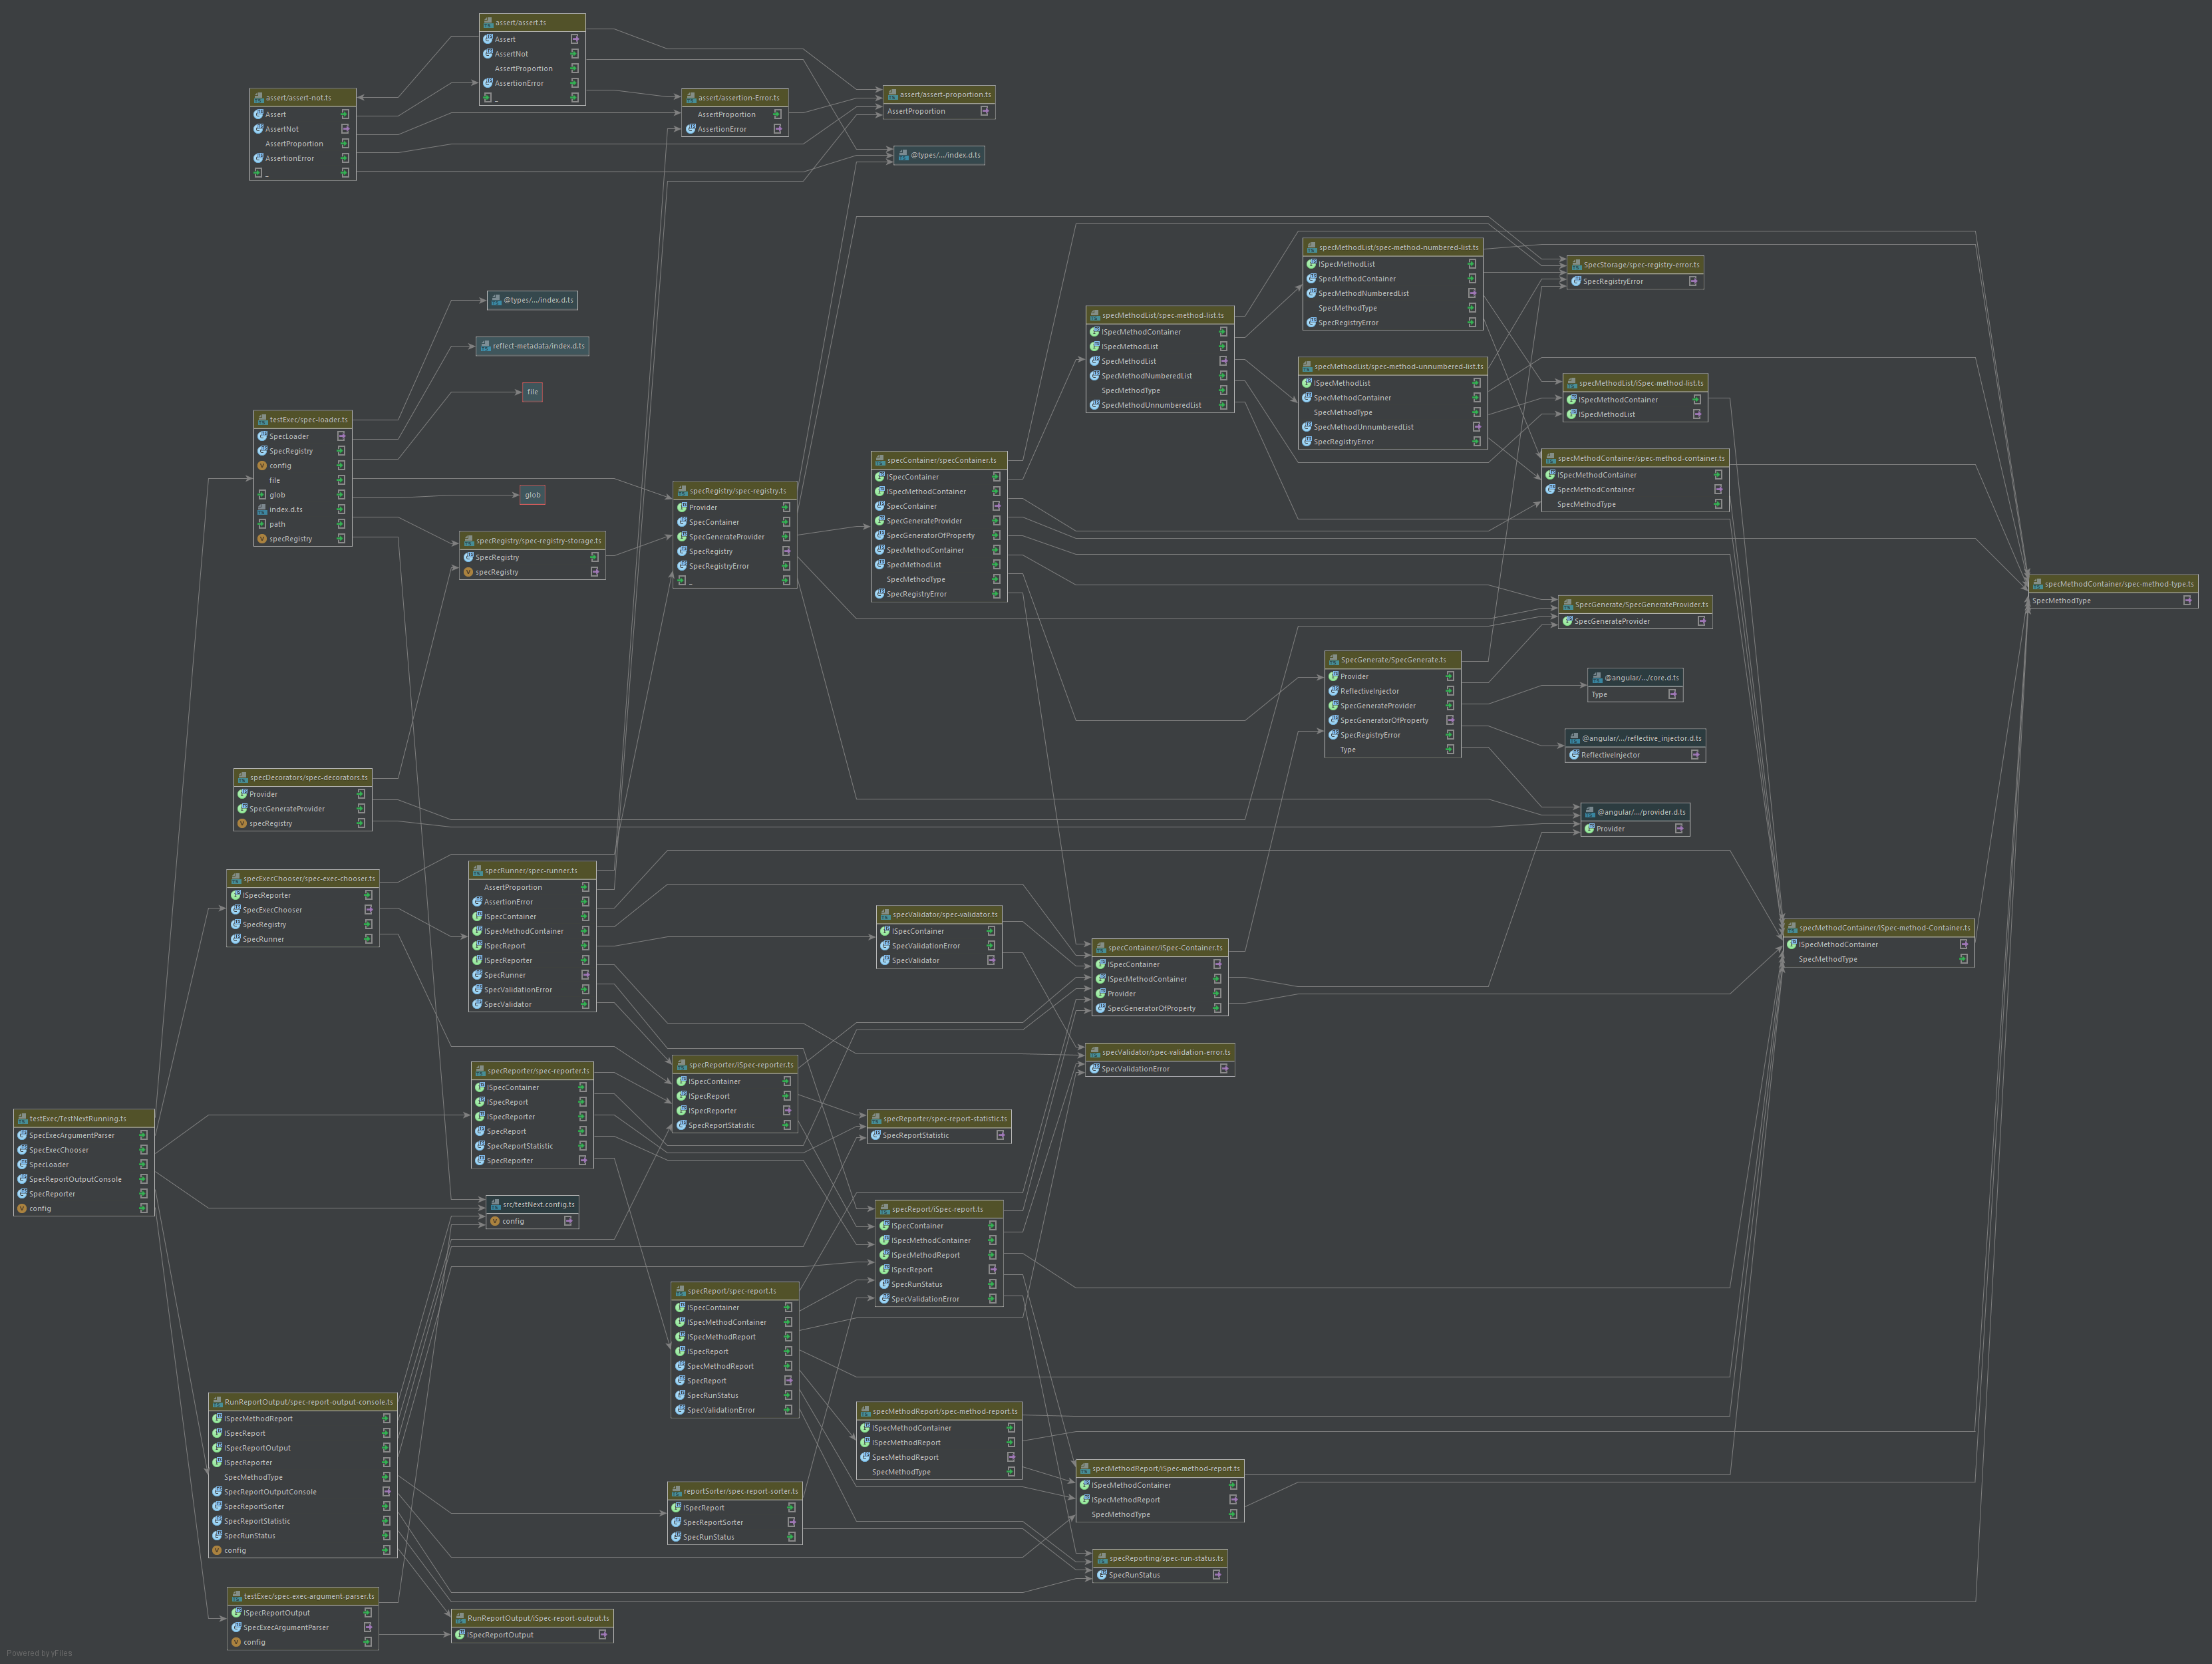 assert/assert.ts
Assert
AssertNot
AssertProportion
AssertionError
_
assert/assert-not.ts
Assert
AssertNot
AssertProportion
AssertionError
_
assert/assertion-Error.ts
AssertProportion
AssertionError
assert/assert-proportion.ts
AssertProportion
@types/.../index.d.ts
@types/.../index.d.ts
reflect-metadata/index.d.ts
file
glob
testExec/spec-loader.ts
SpecLoader
SpecRegistry
config
file
glob
index.d.ts
path
specRegistry
specRegistry/spec-registry-storage.ts
SpecRegistry
specRegistry
specRegistry/spec-registry.ts
Provider
SpecContainer
SpecGenerateProvider
SpecRegistry
SpecRegistryError
_
specContainer/specContainer.ts
ISpecContainer
ISpecMethodContainer
SpecContainer
SpecGenerateProvider
SpecGeneratorOfProperty
SpecMethodContainer
SpecMethodList
SpecMethodType
SpecRegistryError
specMethodList/spec-method-list.ts
ISpecMethodContainer
ISpecMethodList
SpecMethodList
SpecMethodNumberedList
SpecMethodType
SpecMethodUnnumberedList
specMethodList/spec-method-numbered-list.ts
ISpecMethodList
SpecMethodContainer
SpecMethodNumberedList
SpecMethodType
SpecRegistryError
specMethodList/spec-method-unnumbered-list.ts
ISpecMethodList
SpecMethodContainer
SpecMethodType
SpecMethodUnnumberedList
SpecRegistryError
SpecStorage/spec-registry-error.ts
SpecRegistryError
specMethodList/iSpec-method-list.ts
ISpecMethodContainer
ISpecMethodList
specMethodContainer/spec-method-container.ts
ISpecMethodContainer
SpecMethodContainer
SpecMethodType
specMethodContainer/spec-method-type.ts
SpecMethodType
SpecGenerate/SpecGenerateProvider.ts
SpecGenerateProvider
SpecGenerate/SpecGenerate.ts
Provider
ReflectiveInjector
SpecGenerateProvider
SpecGeneratorOfProperty
SpecRegistryError
Type
@angular/.../core.d.ts
Type
@angular/.../reflective_injector.d.ts
ReflectiveInjector
@angular/.../provider.d.ts
Provider
specDecorators/spec-decorators.ts
Provider
SpecGenerateProvider
specRegistry
specExecChooser/spec-exec-chooser.ts
ISpecReporter
SpecExecChooser
SpecRegistry
SpecRunner
specRunner/spec-runner.ts
AssertProportion
AssertionError
ISpecContainer
ISpecMethodContainer
ISpecReport
ISpecReporter
SpecRunner
SpecValidationError
SpecValidator
specValidator/spec-validator.ts
ISpecContainer
SpecValidationError
SpecValidator
specContainer/iSpec-Container.ts
ISpecContainer
ISpecMethodContainer
Provider
SpecGeneratorOfProperty
specMethodContainer/iSpec-method-Container.ts
ISpecMethodContainer
SpecMethodType
specValidator/spec-validation-error.ts
SpecValidationError
specReporter/spec-reporter.ts
ISpecContainer
ISpecReport
ISpecReporter
SpecReport
SpecReportStatistic
SpecReporter
specReporter/iSpec-reporter.ts
ISpecContainer
ISpecReport
ISpecReporter
SpecReportStatistic
specReporter/spec-report-statistic.ts
SpecReportStatistic
testExec/TestNextRunning.ts
SpecExecArgumentParser
SpecExecChooser
SpecLoader
SpecReportOutputConsole
SpecReporter
config
src/testNext.config.ts
config
specReport/iSpec-report.ts
ISpecContainer
ISpecMethodContainer
ISpecMethodReport
ISpecReport
SpecRunStatus
SpecValidationError
specReport/spec-report.ts
ISpecContainer
ISpecMethodContainer
ISpecMethodReport
ISpecReport
SpecMethodReport
SpecReport
SpecRunStatus
SpecValidationError
RunReportOutput/spec-report-output-console.ts
ISpecMethodReport
ISpecReport
ISpecReportOutput
ISpecReporter
SpecMethodType
SpecReportOutputConsole
SpecReportSorter
SpecReportStatistic
SpecRunStatus
config
specMethodReport/spec-method-report.ts
ISpecMethodContainer
ISpecMethodReport
SpecMethodReport
SpecMethodType
specMethodReport/iSpec-method-report.ts
ISpecMethodContainer
ISpecMethodReport
SpecMethodType
reportSorter/spec-report-sorter.ts
ISpecReport
SpecReportSorter
SpecRunStatus
specReporting/spec-run-status.ts
SpecRunStatus
testExec/spec-exec-argument-parser.ts
ISpecReportOutput
SpecExecArgumentParser
config
RunReportOutput/iSpec-report-output.ts
ISpecReportOutput
Powered by yFiles